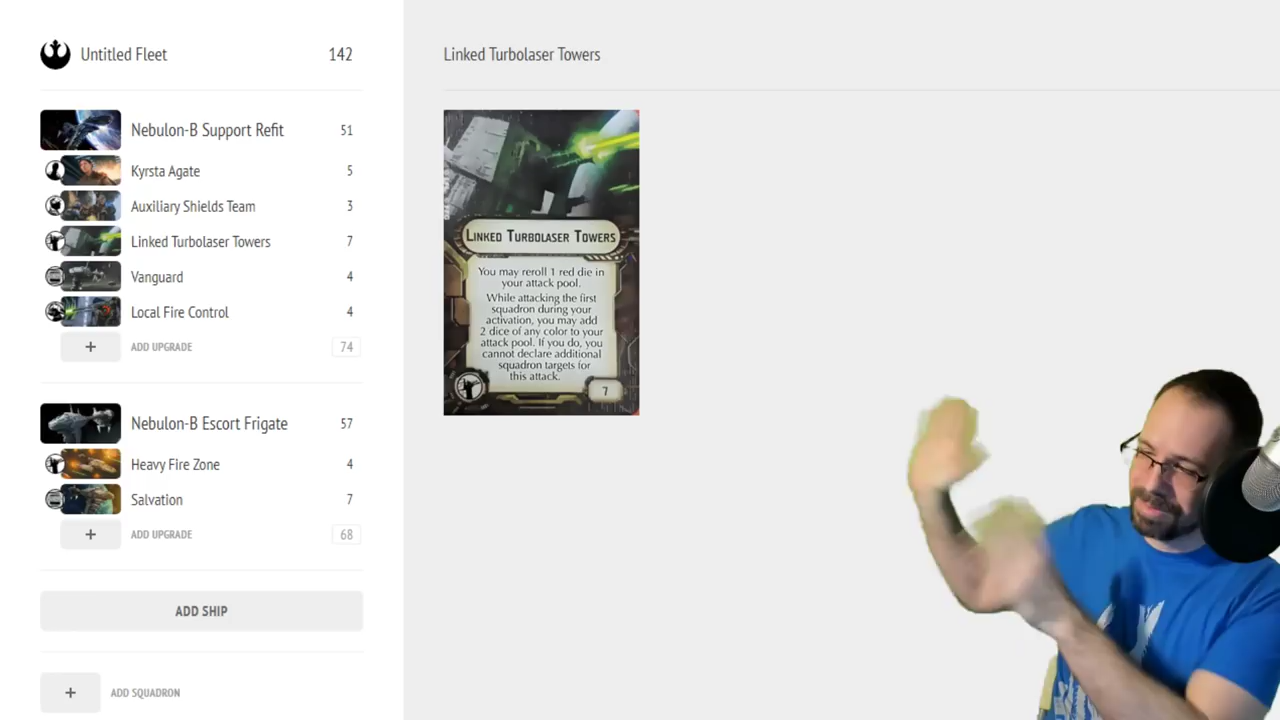 Untitled Fleet 142
Nebulon-B Support Refit 51
Kyrsta Agate 5
Auxiliary Shields Team 3
Linked Turbolaser Towers 7
Vanguard 4
Local Fire Control 4
+ ADD UPGRADE 74
Nebulon-B Escort Frigate 57
Heavy Fire Zone 4
Salvation 7
+ ADD UPGRADE 68
ADD SHIP
+ ADD SQUADRON
Linked Turbolaser Towers
LINKED TURBOLASER TOWERS
You may reroll 1 red die in
your attack pool.
While attacking the first
squadron during your
activation, you may add
2 dice of any color to your
attack pool. If you do, you
cannot declare additional
squadron targets for
this attack.
7